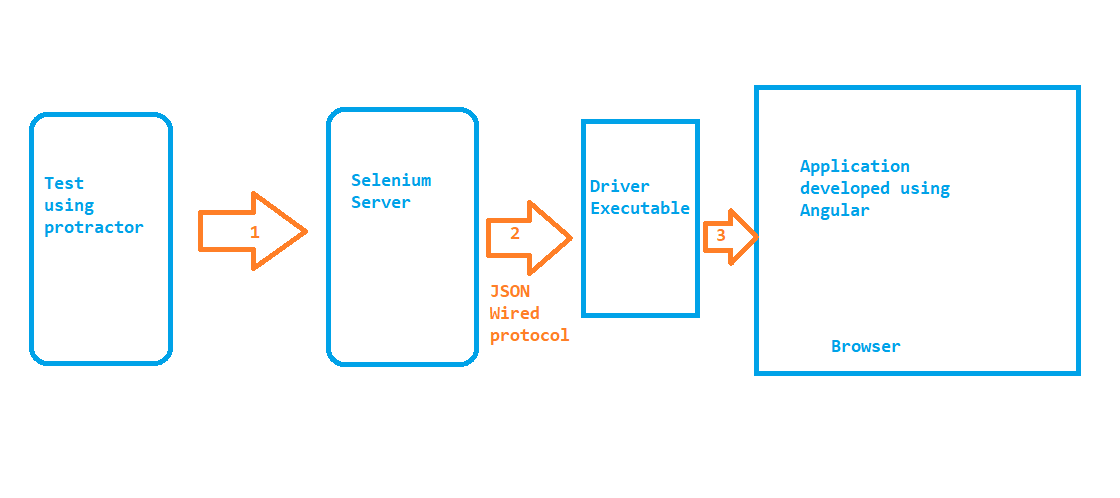 Test
using
protractor
1
Selenium
Server
2
JSON
Wired
protocol
Driver
Executable
3
Application
developed using
Angular
Browser